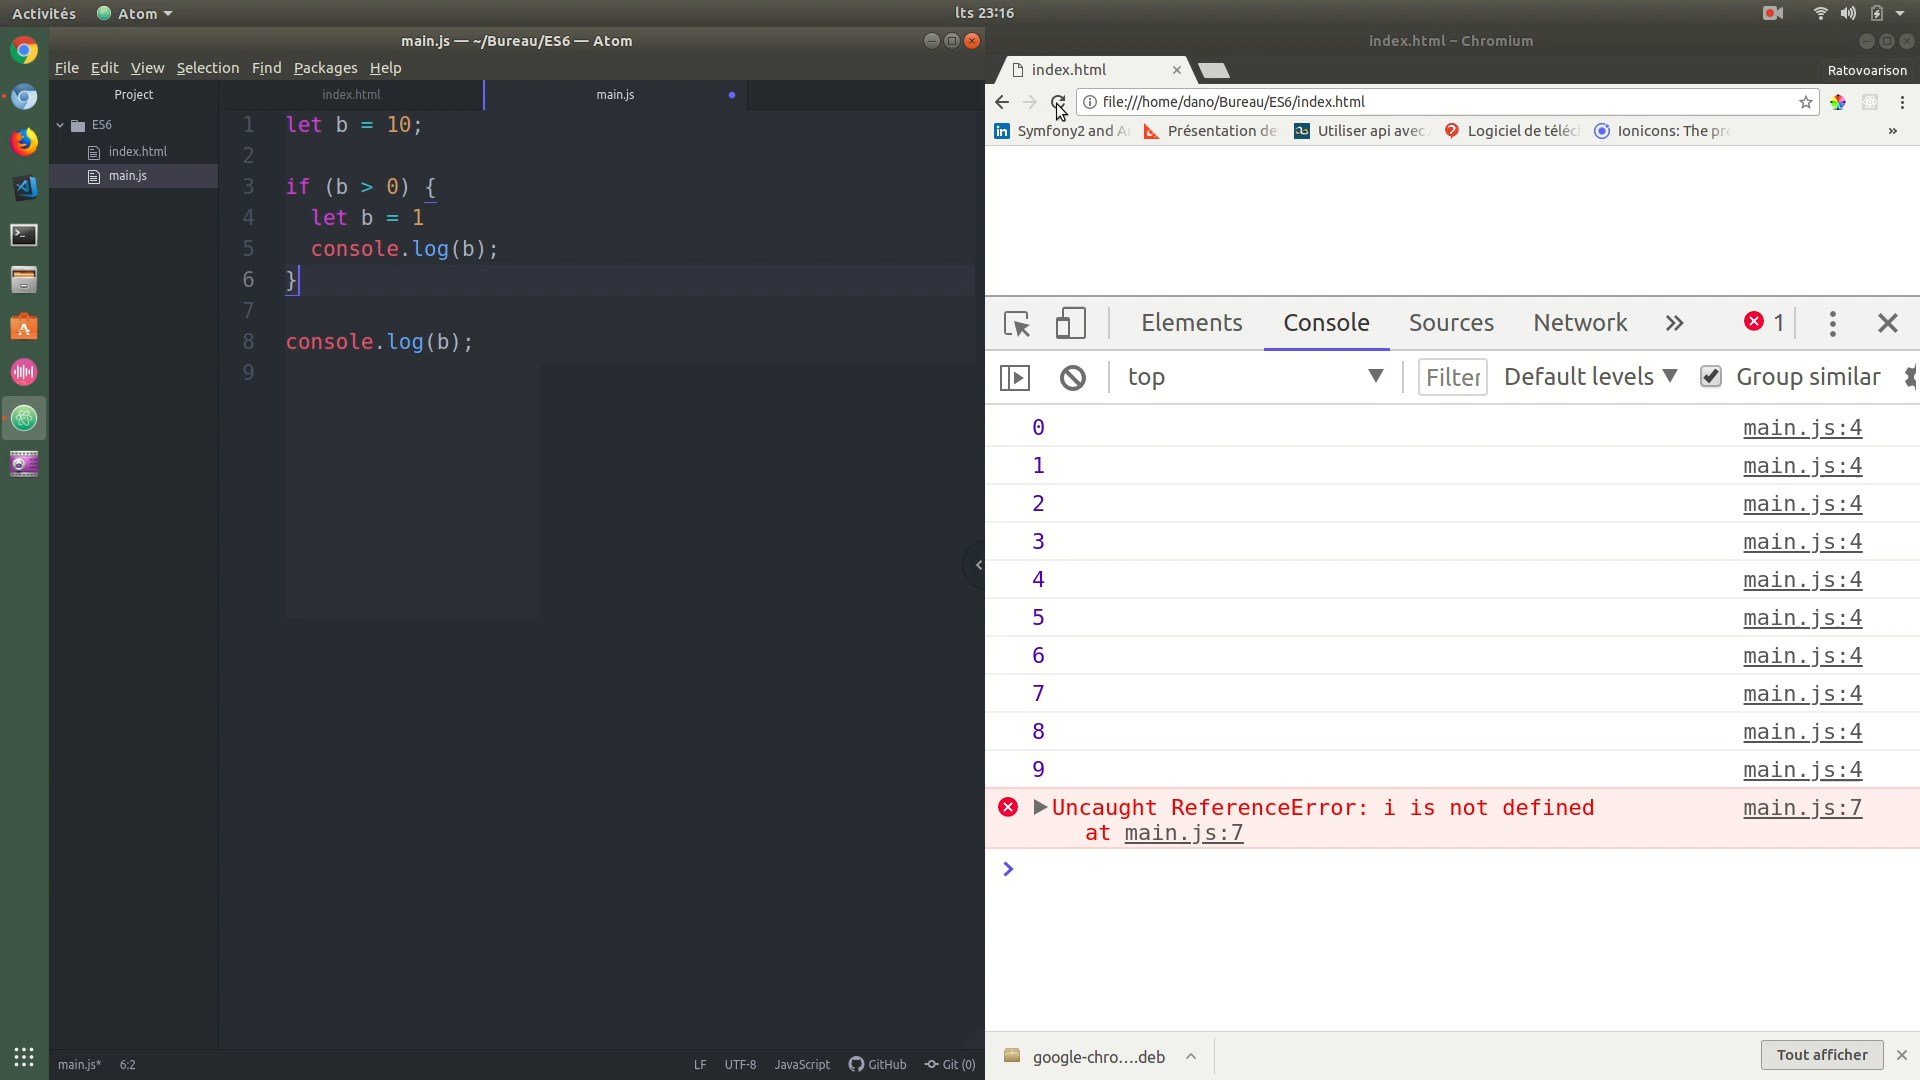 Activités
Atom
lts 23:16
main.js — ~/Bureau/ES6 — Atom
File Edit View Selection Find Packages Help
Project
ES6
index.html
main.js
index.html
main.js
1 let b = 10;
2
3 if (b > 0) {
4 let b = 1
5 console.log(b);
6 }
7
8 console.log(b);
9
main.js*
6:2
LF
UTF-8
JavaScript
GitHub
Git (0)
index.html – Chromium
index.html
Ratovoarison
file:///home/dano/Bureau/ES6/index.html
Symfony2 and
Présentation de
Utiliser api avec
Logiciel de
Ionicons: The
»
Elements Console Sources Network
1
top
Filter
Default levels
Group similar
0 main.js:4
1 main.js:4
2 main.js:4
3 main.js:4
4 main.js:4
5 main.js:4
6 main.js:4
7 main.js:4
8 main.js:4
9 main.js:4
Uncaught ReferenceError: i is not defined main.js:7
at main.js:7
google-chro....deb
Tout afficher